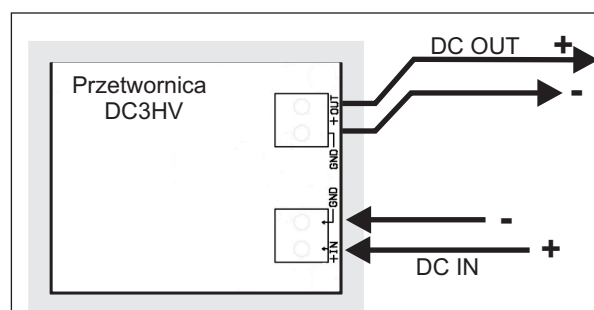 Przetwornica
DC3HV
DC OUT
+
-
+OUT
GND
GND
+IN
-
+
DC IN